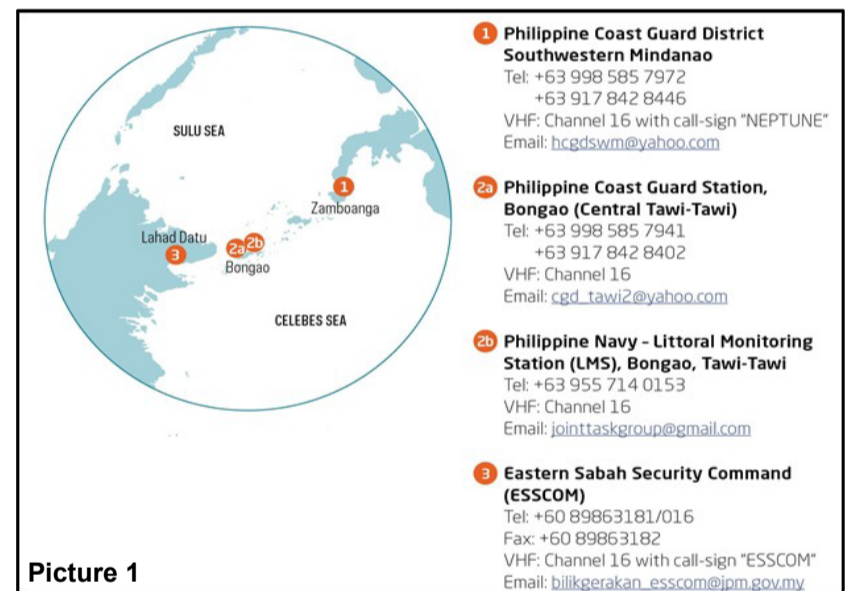 SULU SEA
1
Zamboanga
Lahad Datu
3
2a
2b
Bongao
CELEBES SEA
Picture 1
1 Philippine Coast Guard District
Southwestern Mindanao
Tel: +63 998 585 7972
+63 917 842 8446
VHF: Channel 16 with call-sign "NEPTUNE"
Email: hcgdswm@yahoo.com
2a Philippine Coast Guard Station,
Bongao (Central Tawi-Tawi)
Tel: +63 998 585 7941
+63 917 842 8402
VHF: Channel 16
Email: cgd_tawi2@yahoo.com
2b Philippine Navy - Littoral Monitoring
Station (LMS), Bongao, Tawi-Tawi
Tel: +63 955 714 0153
VHF: Channel 16
Email: jointtaskgroup@gmail.com
3 Eastern Sabah Security Command
(ESSCOM)
Tel: +60 89863181/016
Fax: +60 89863182
VHF: Channel 16 with call-sign "ESSCOM"
Email: bilikgerakan_esscom@jpm.gov.my